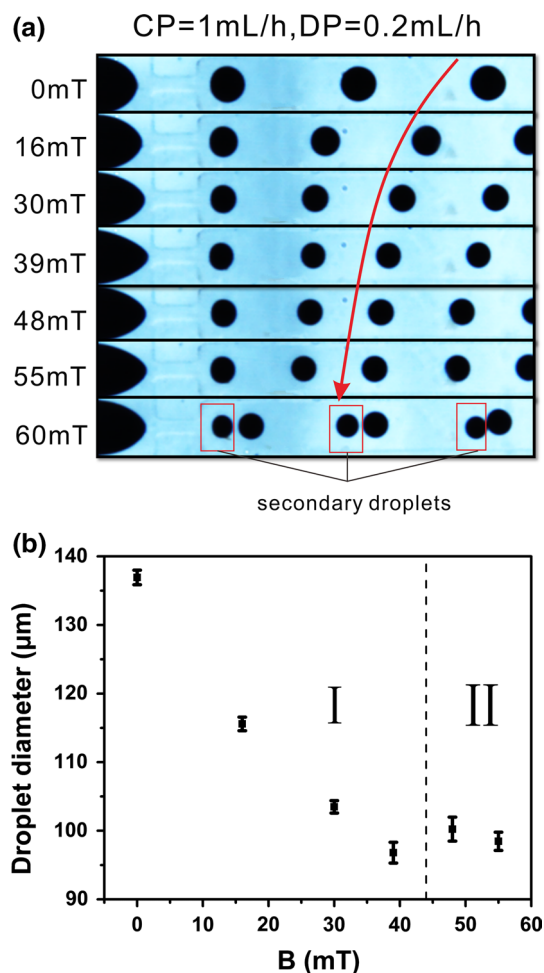 (a)
CP=1mL/h,DP=0.2mL/h
0mT
16mT
30mT
39mT
48mT
55mT
60mT
secondary droplets
(b)
140
130
120
110
100
90
Droplet diameter (μm)
I
II
0
10
20
30
40
50
60
B (mT)